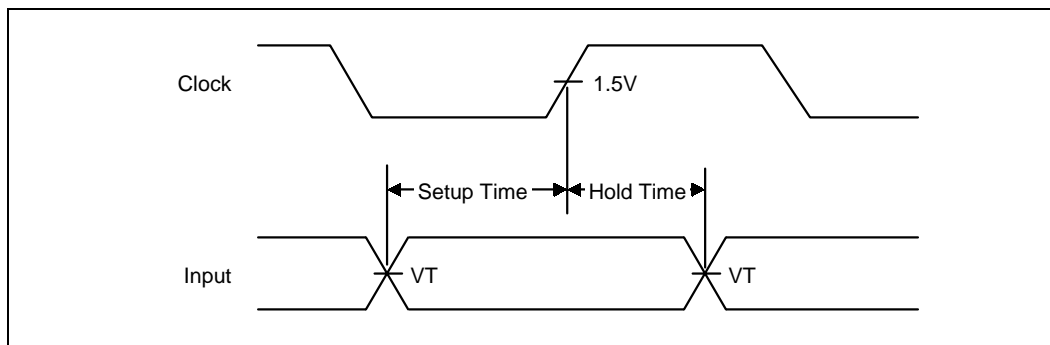 Clock
1.5V
Setup Time
Hold Time
Input
VT
VT